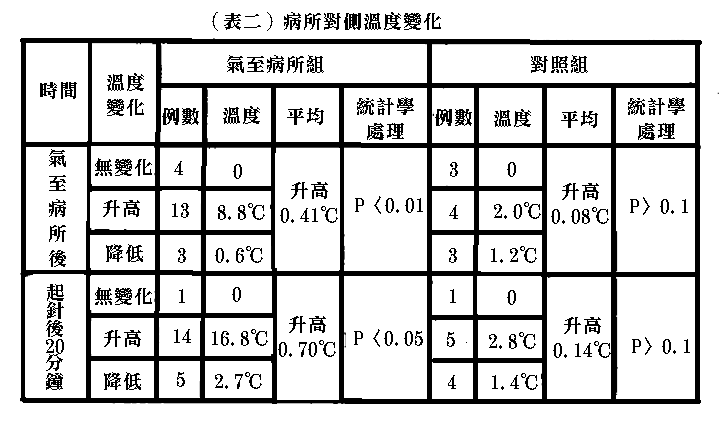 （表二）病所對側溫度變化
時間 溫度變化 氣至病所組 對照組
例數 溫度 平均 統計學處理 例數 溫度 平均 統計學處理
氣至病所後 無變化 4 0 升高0.41℃ P〈0.01 3 0 升高0.08℃ P〉0.1
升高 13 8.8℃ 4 2.0℃
降低 3 0.6℃ 3 1.2℃
起針後20分鐘 無變化 1 0 升高0.70℃ P〈0.05 1 0 升高0.14℃ P〉0.1
升高 14 16.8℃ 5 2.8℃
降低 5 2.7℃ 4 1.4℃